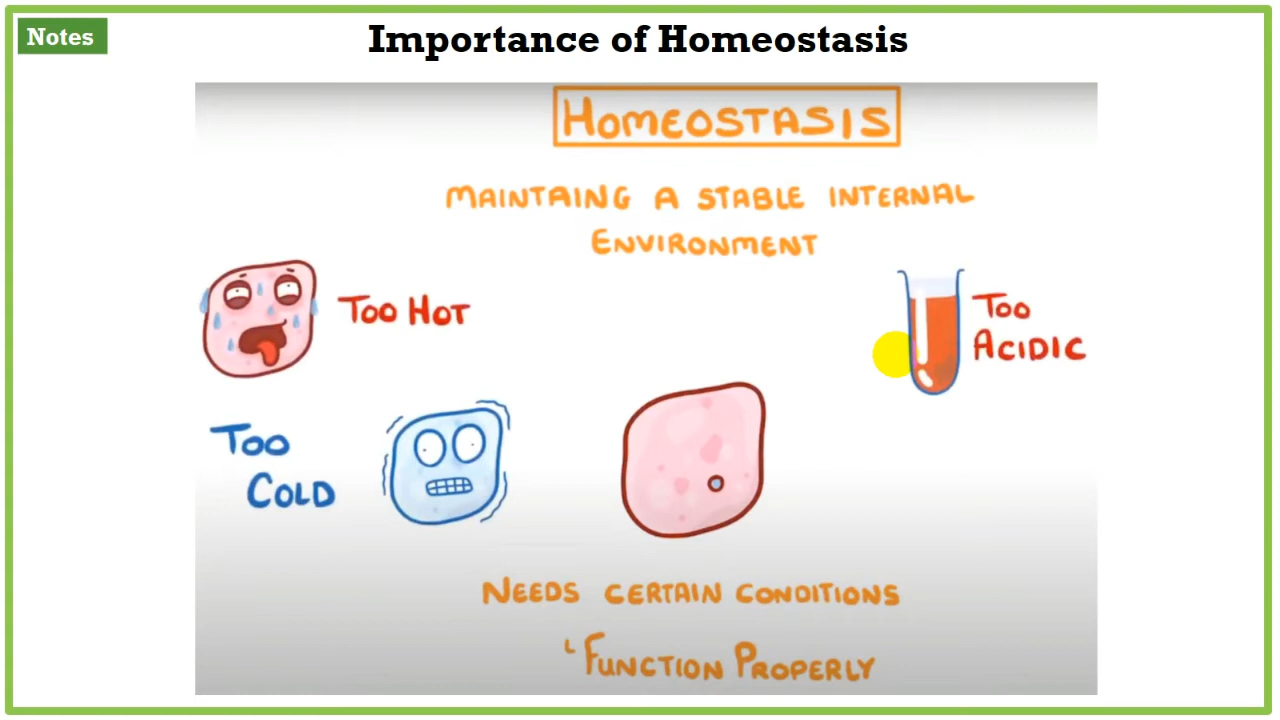 Notes
Importance of Homeostasis
HOMEOSTASIS
MAINTAING A STABLE INTERNAL
ENVIRONMENT
TOO HOT
TOO
ACIDIC
TOO
COLD
NEEDS CERTAIN CONDITIONS
FUNCTION PROPERLY